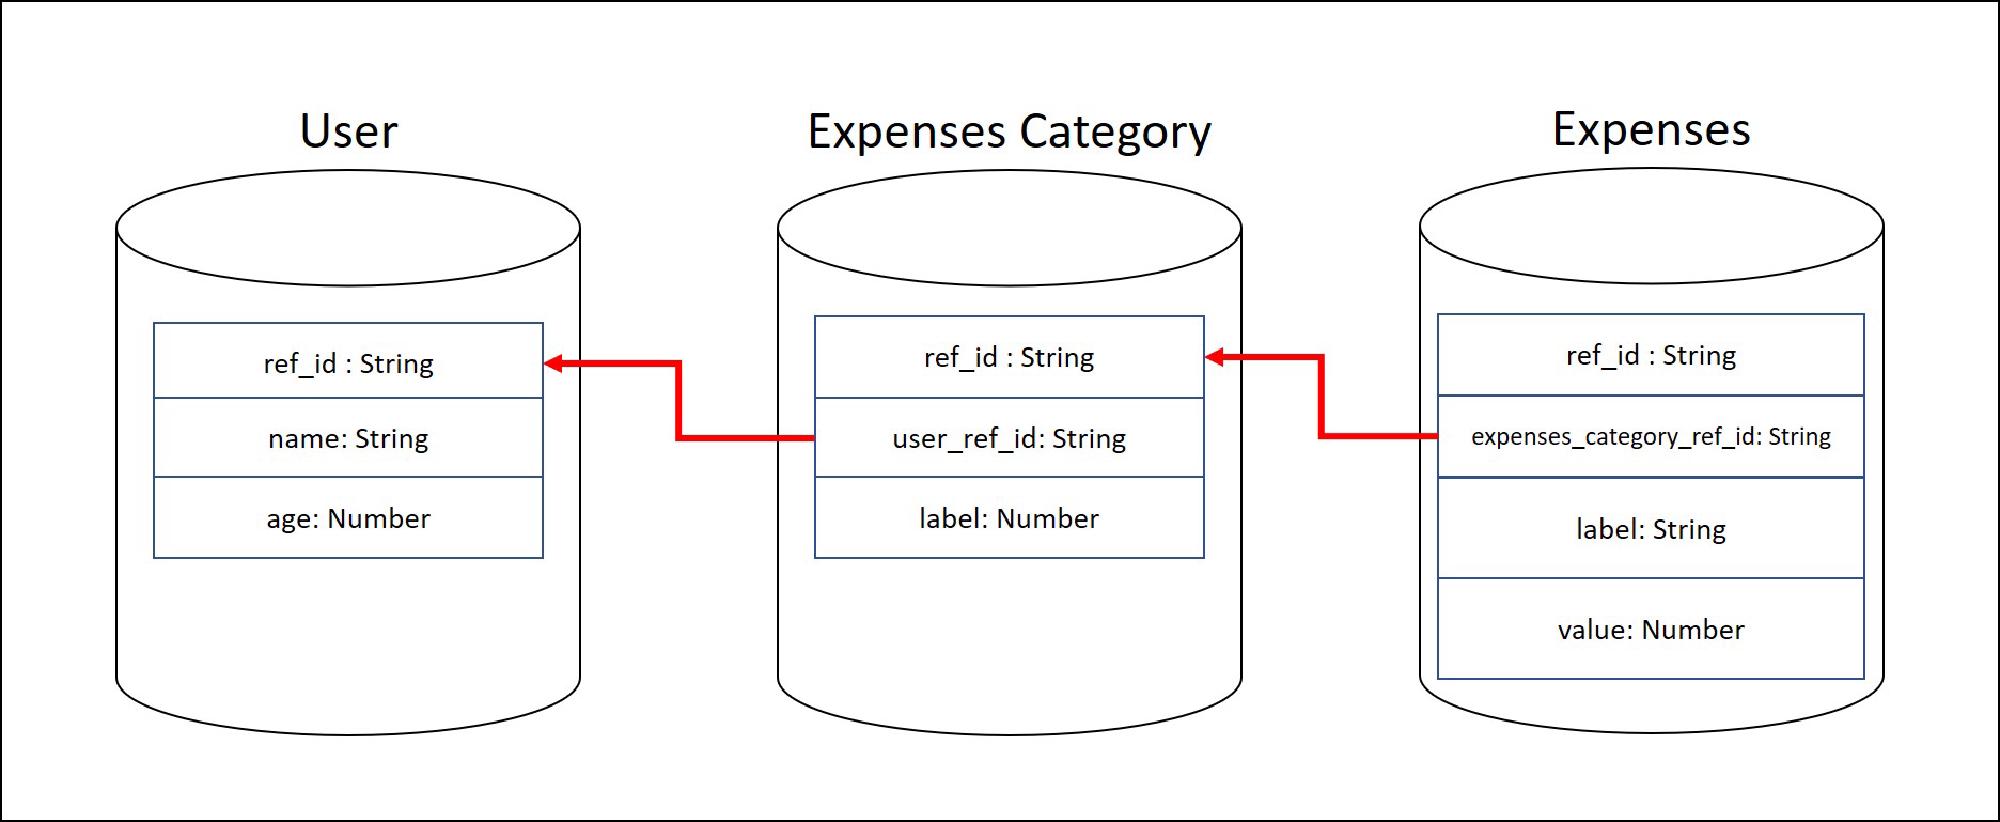 User
ref_id : String
name: String
age: Number
Expenses Category
ref_id : String
user_ref_id: String
label: Number
Expenses
ref_id : String
expenses_category_ref_id: String
label: String
value: Number